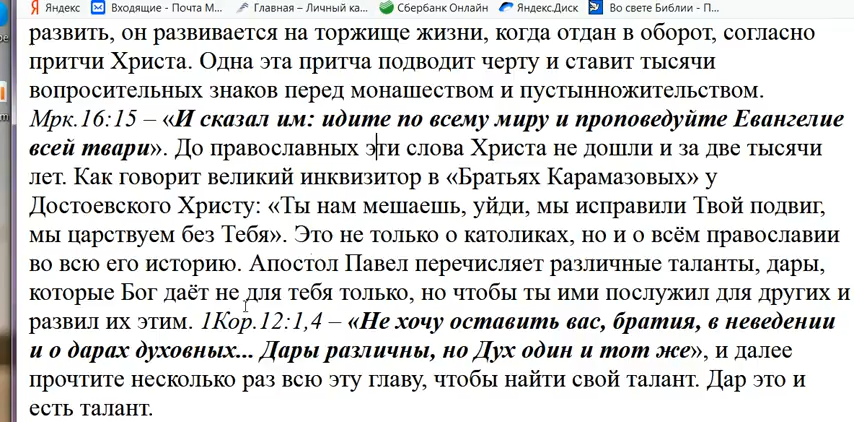 Яндекс Входящие - Почта М... Главная – Личный ка... Сбербанк Онлайн Яндекс.Диск Во свете Библии - П...
развить, он развивается на торжище жизни, когда отдан в оборот, согласно
притчи Христа. Одна эта притча подводит черту и ставит тысячи
вопросительных знаков перед монашеством и пустынножительством.
Мрк.16:15 – «И сказал им: идите по всему миру и проповедуйте Евангелие
всей твари». До православных эти слова Христа не дошли и за две тысячи
лет. Как говорит великий инквизитор в «Братьях Карамазовых» у
Достоевского Христу: «Ты нам мешаешь, уйди, мы исправили Твой подвиг,
мы царствуем без Тебя». Это не только о католиках, но и о всём православии
во всю его историю. Апостол Павел перечисляет различные таланты, дары,
которые Бог даёт не для тебя только, но чтобы ты ими послужил для других и
развил их этим. 1Кор.12:1,4 – «Не хочу оставить вас, братия, в неведении
и о дарах духовных... Дары различны, но Дух один и тот же», и далее
прочтите несколько раз всю эту главу, чтобы найти свой талант. Дар это и
есть талант.